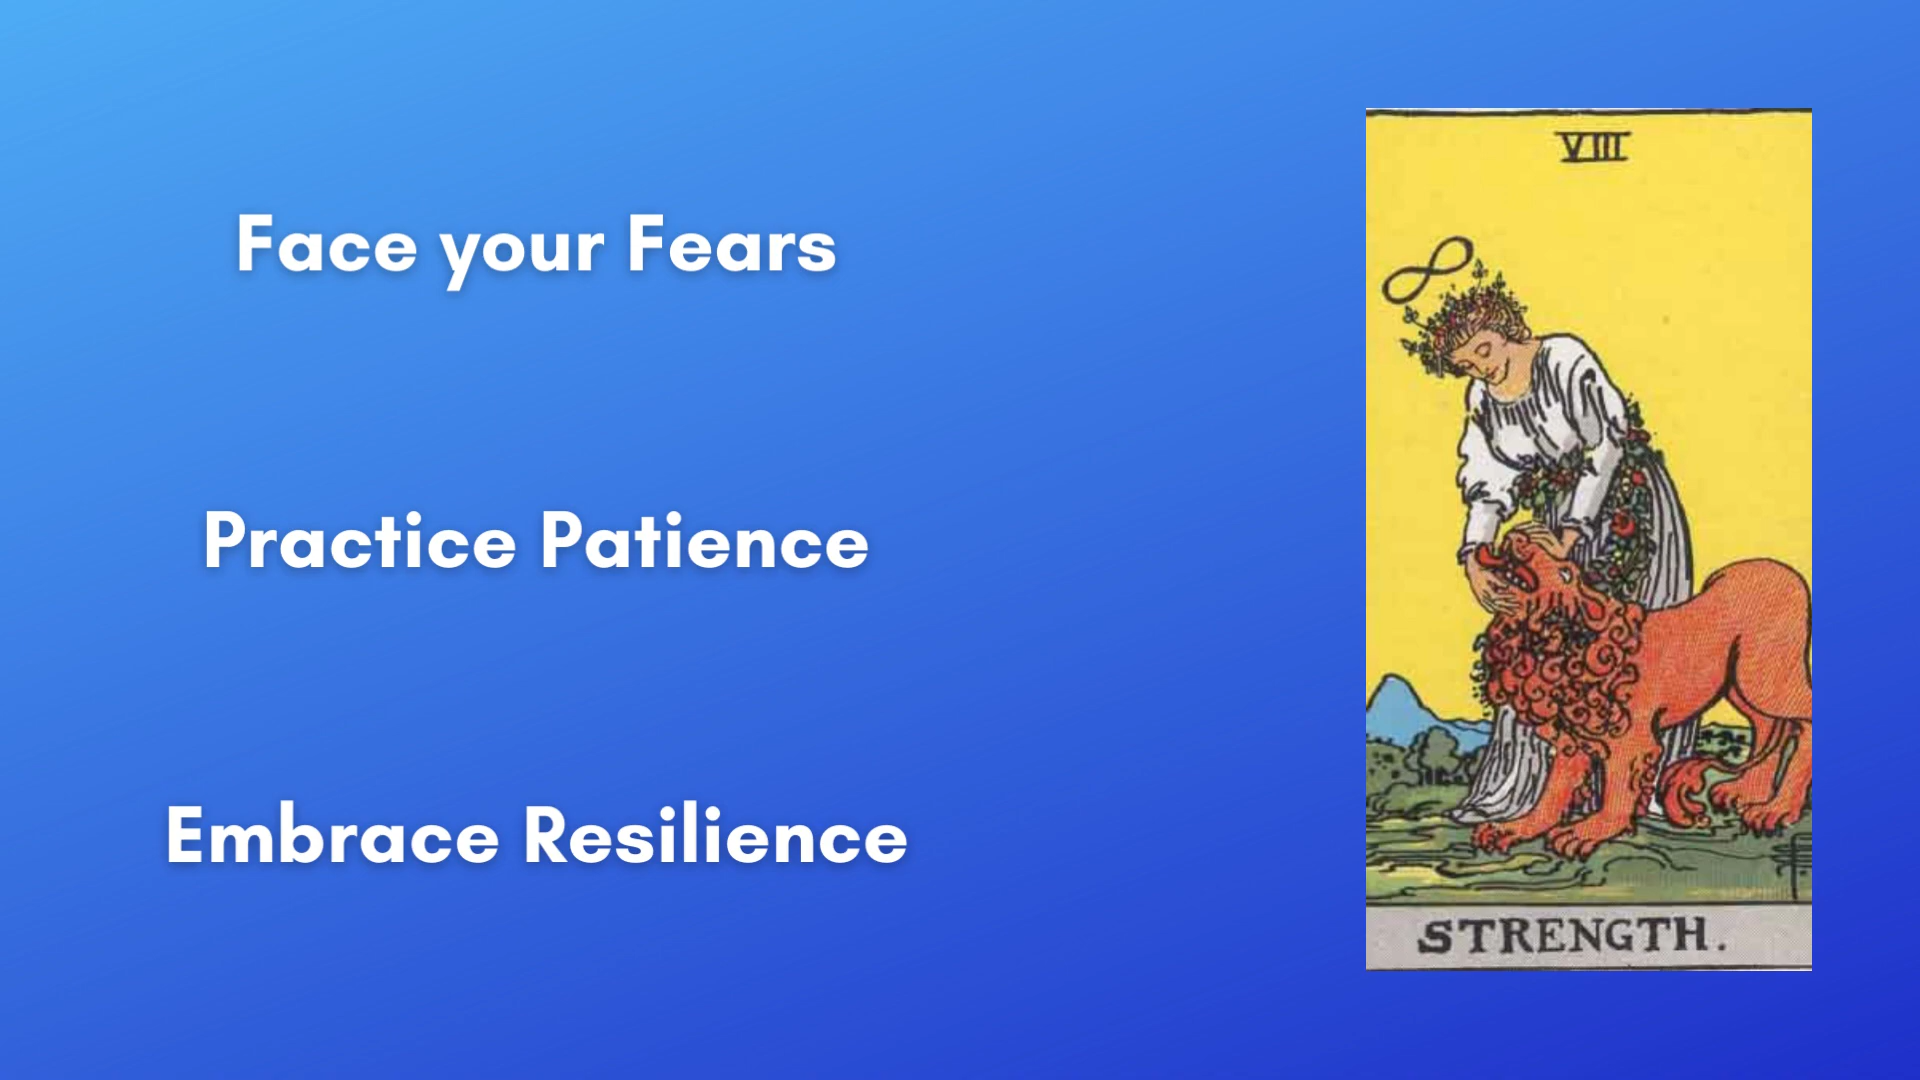 Face your Fears
Practice Patience
Embrace Resilience
VIII
STRENGTH.